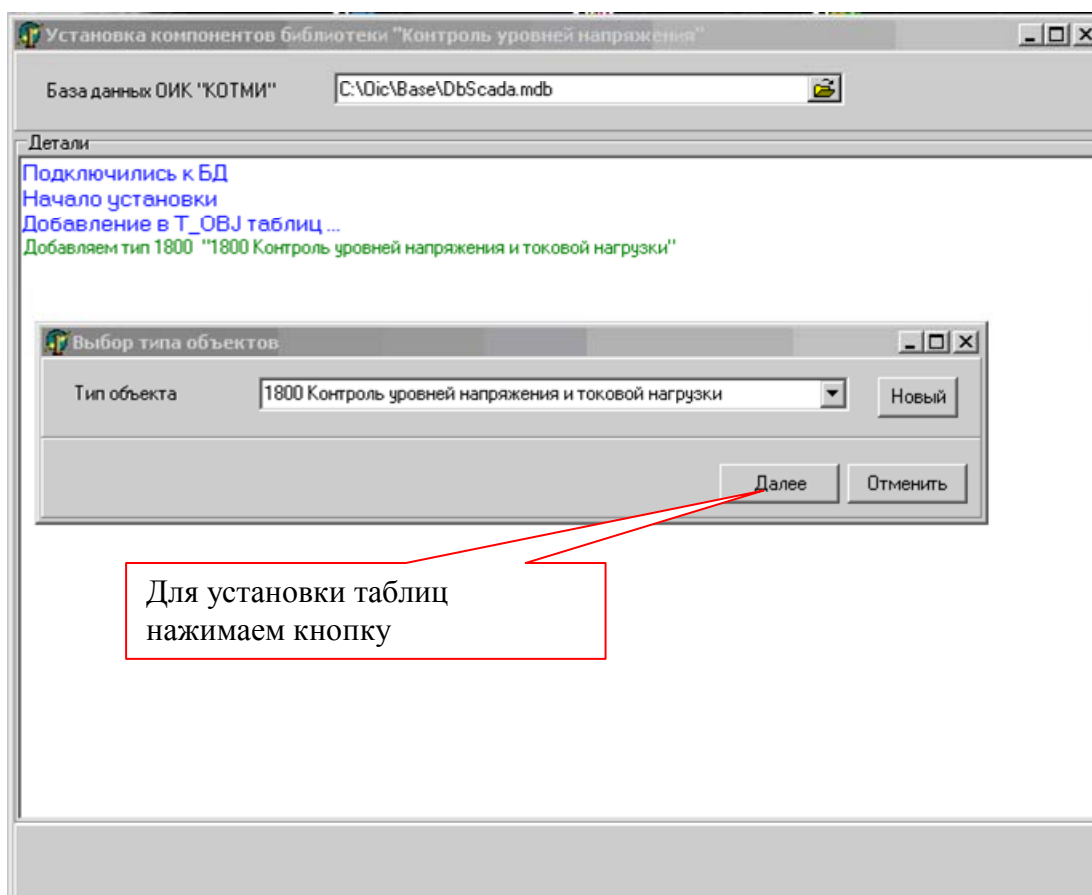 Установка компонентов библиотеки "Контроль уровней напряжения"
База данных ОИК "КОТМИ"
C:\Oic\Base\DbScada.mdb
Детали
Подключились к БД
Начало установки
Добавление в T_OBJ таблиц ...
Добавляем тип 1800 "1800 Контроль уровней напряжения и токовой нагрузки"
Выбор типа объектов
Тип объекта
1800 Контроль уровней напряжения и токовой нагрузки
Новый
Далее
Отменить
Для установки таблиц
нажимаем кнопку